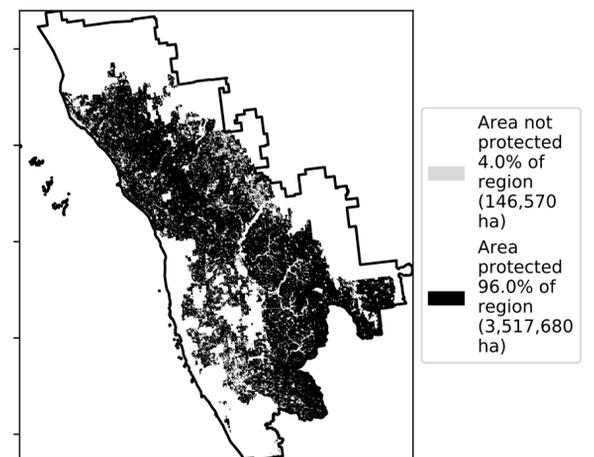 Area not
protected
4.0% of
region
(146,570
ha)
Area
protected
96.0% of
region
(3,517,680
ha)